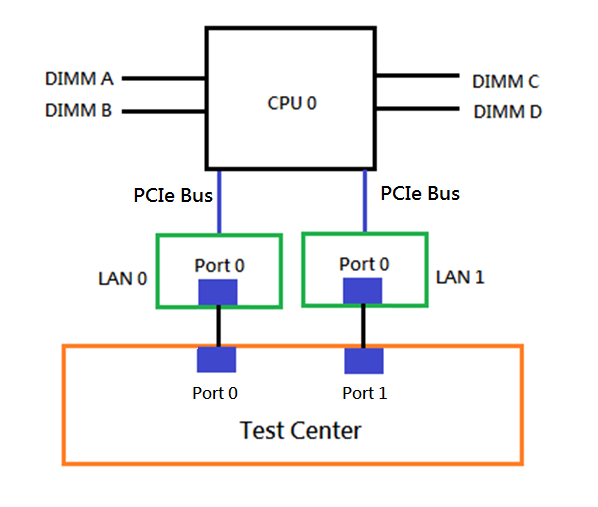 DIMM A
DIMM B
CPU 0
DIMM C
DIMM D
PCIe Bus
PCIe Bus
LAN 0
Port 0
Port 0
LAN 1
Port 0
Port 1
Test Center